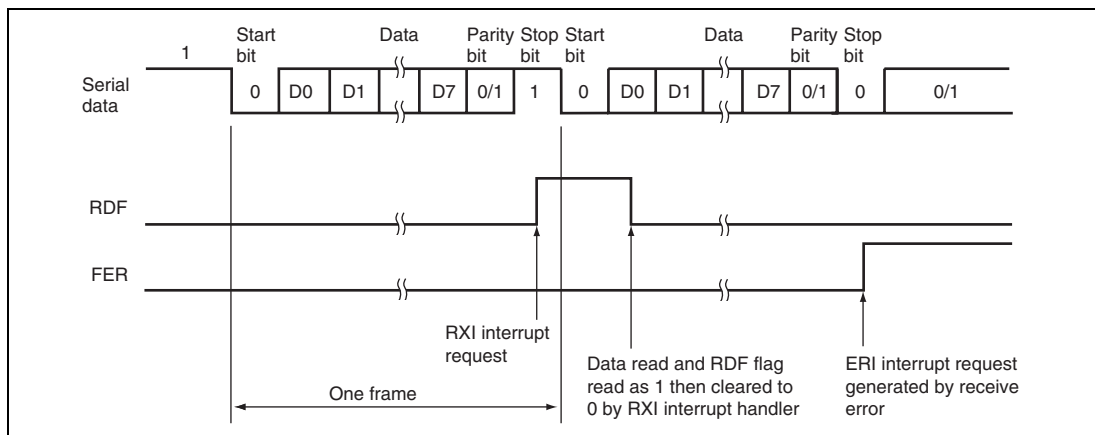 1
Start bit
Data
Parity bit
Stop bit
Start bit
Data
Parity bit
Stop bit
Serial data
0 D0 D1 D7 0/1 1 0 D0 D1 D7 0/1 0 0/1
RDF
FER
RXI interrupt
request
Data read and RDF flag
read as 1 then cleared to
0 by RXI interrupt handler
ERI interrupt request
generated by receive
error
One frame